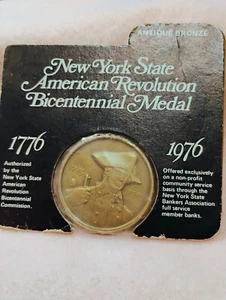 ANTIQUE BRONZE
New York State
American Revolution
Bicentennial Medal
1776
Authorized
by the
New York State
American
Revolution
Bicentennial
Commission.
1976
Offered exclusively
on a non-profit
community service
basis through the
New York State
Bankers Association
full service
member banks.